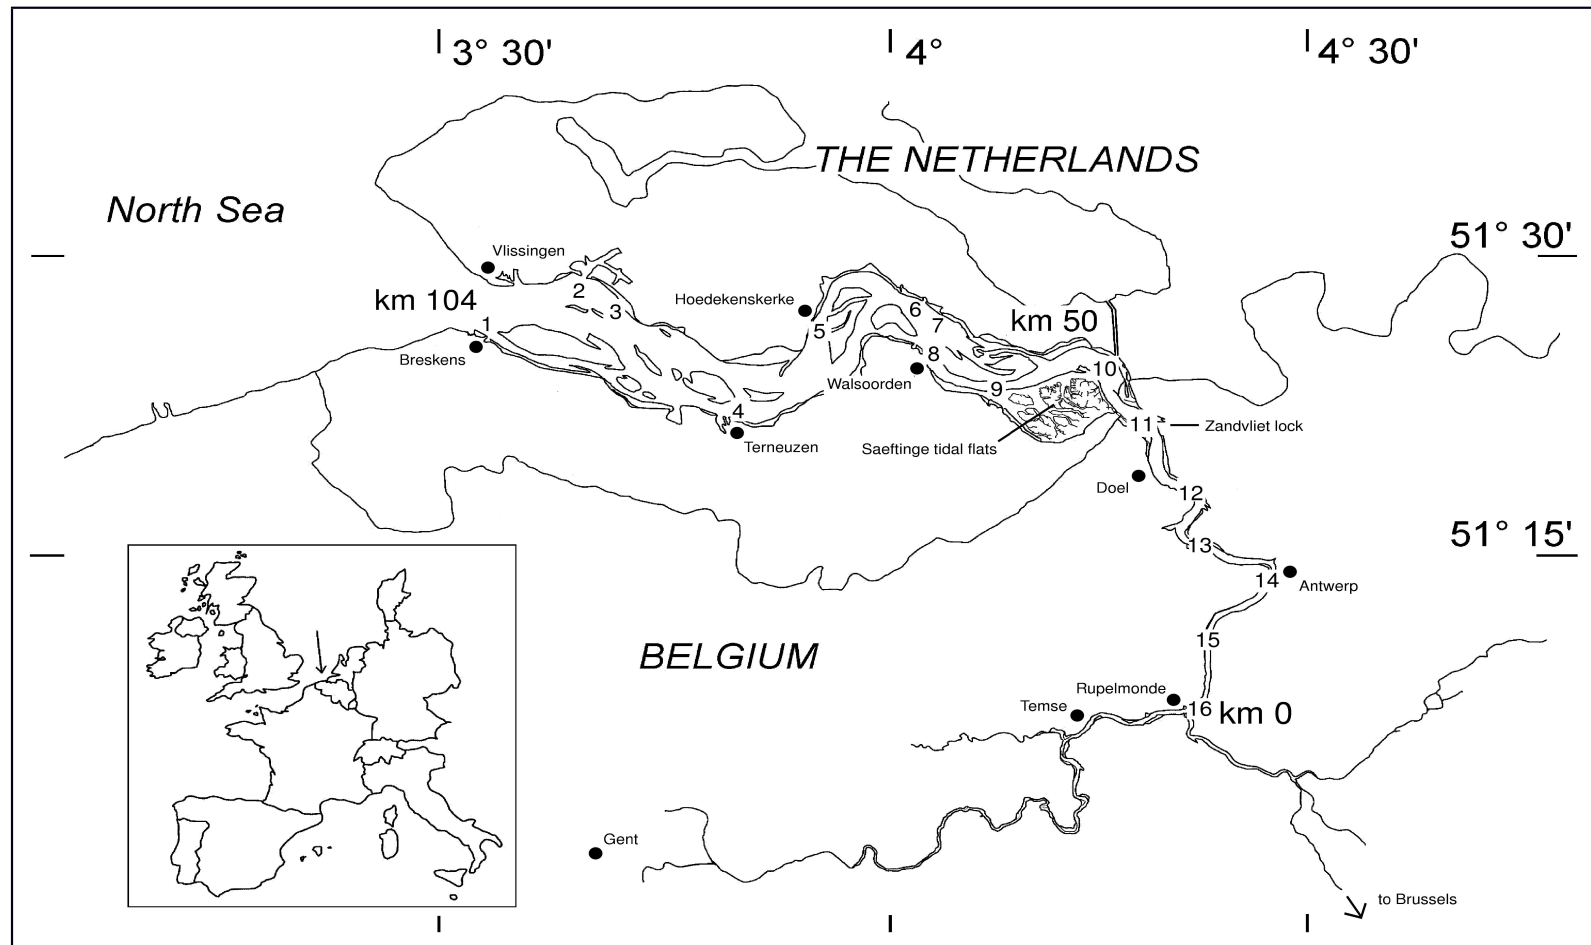 3° 30'
4°
4° 30'
THE NETHERLANDS
North Sea
51° 30'
Vlissingen
km 104
2
3
Hoedekenskerke
1
Breskens
5
6
7
km 50
8
Walsoorden
9
10
4
Terneuzen
Saeftinge tidal flats
11
Zandvliet lock
Doel
12
51° 15'
13
14
Antwerp
15
BELGIUM
Rupelmonde
Temse
16
km 0
Gent
to Brussels